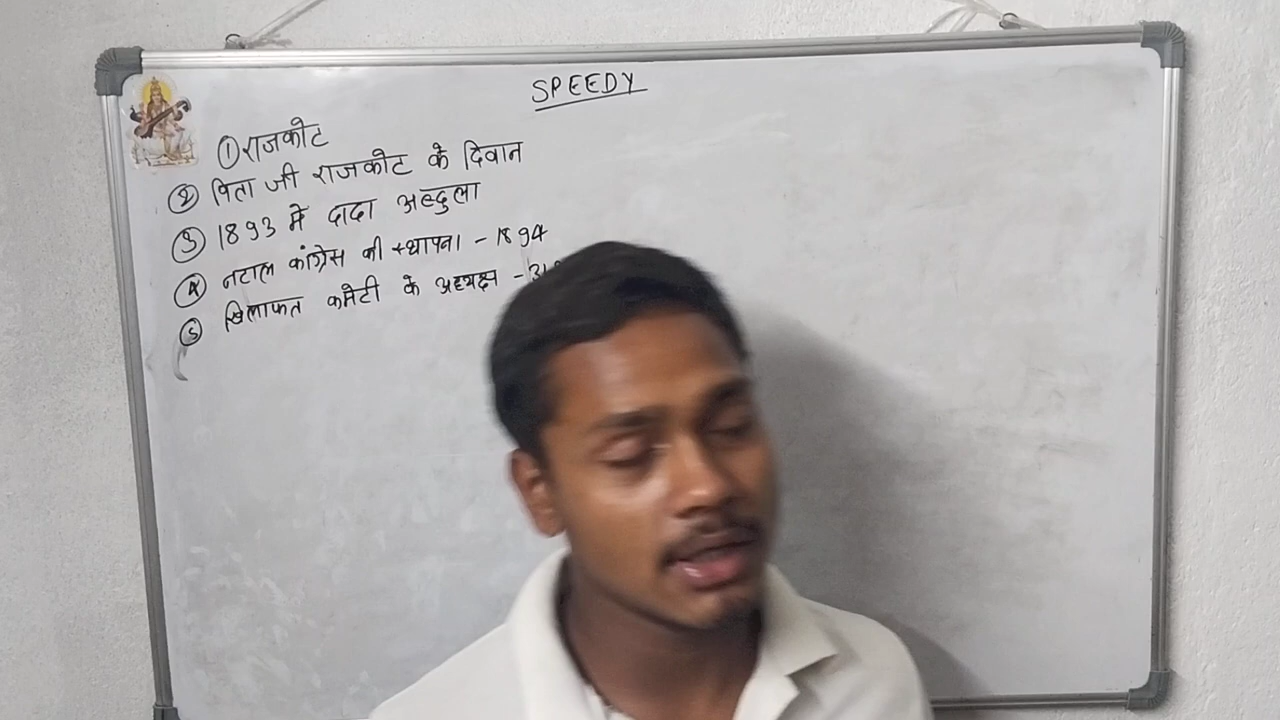 SPEEDY
① राजकोट
② पिता जी राजकोट के दिवान
③ 1893 में दादा अब्दुला
④ नटाल कांग्रेस की स्थापना - 1894
⑤ खिलाफत कमेटी के अध्यक्ष -